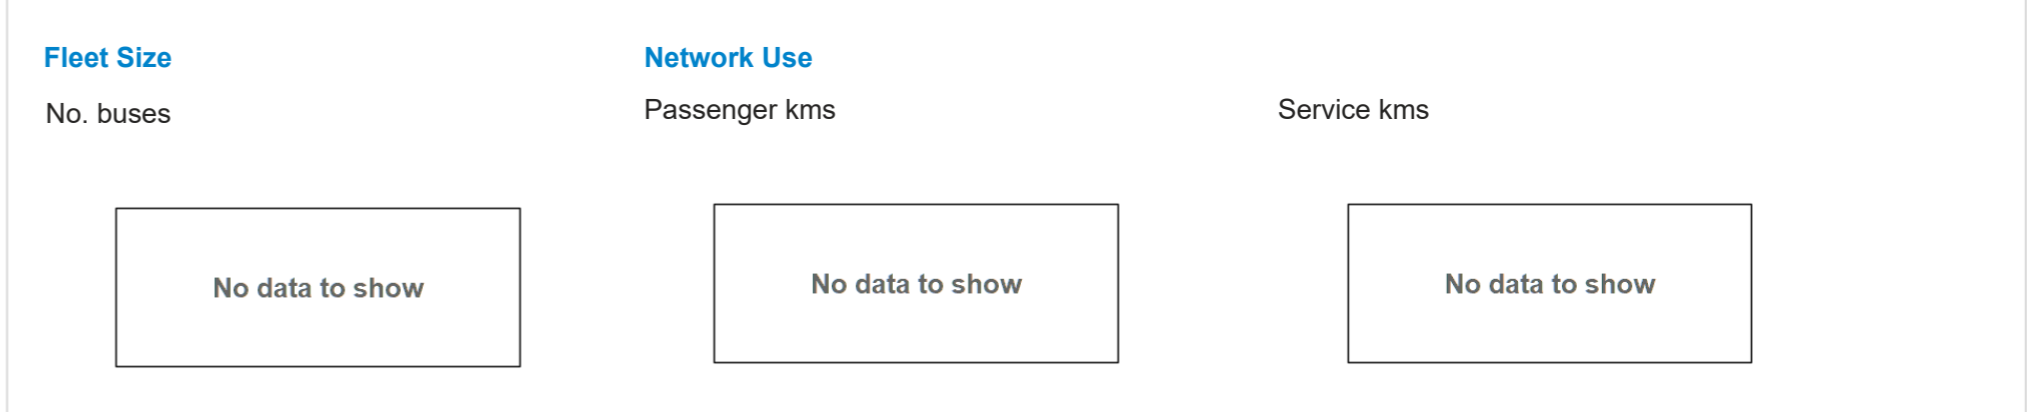 Fleet Size
No. buses
No data to show
Network Use
Passenger kms
No data to show
Service kms
No data to show